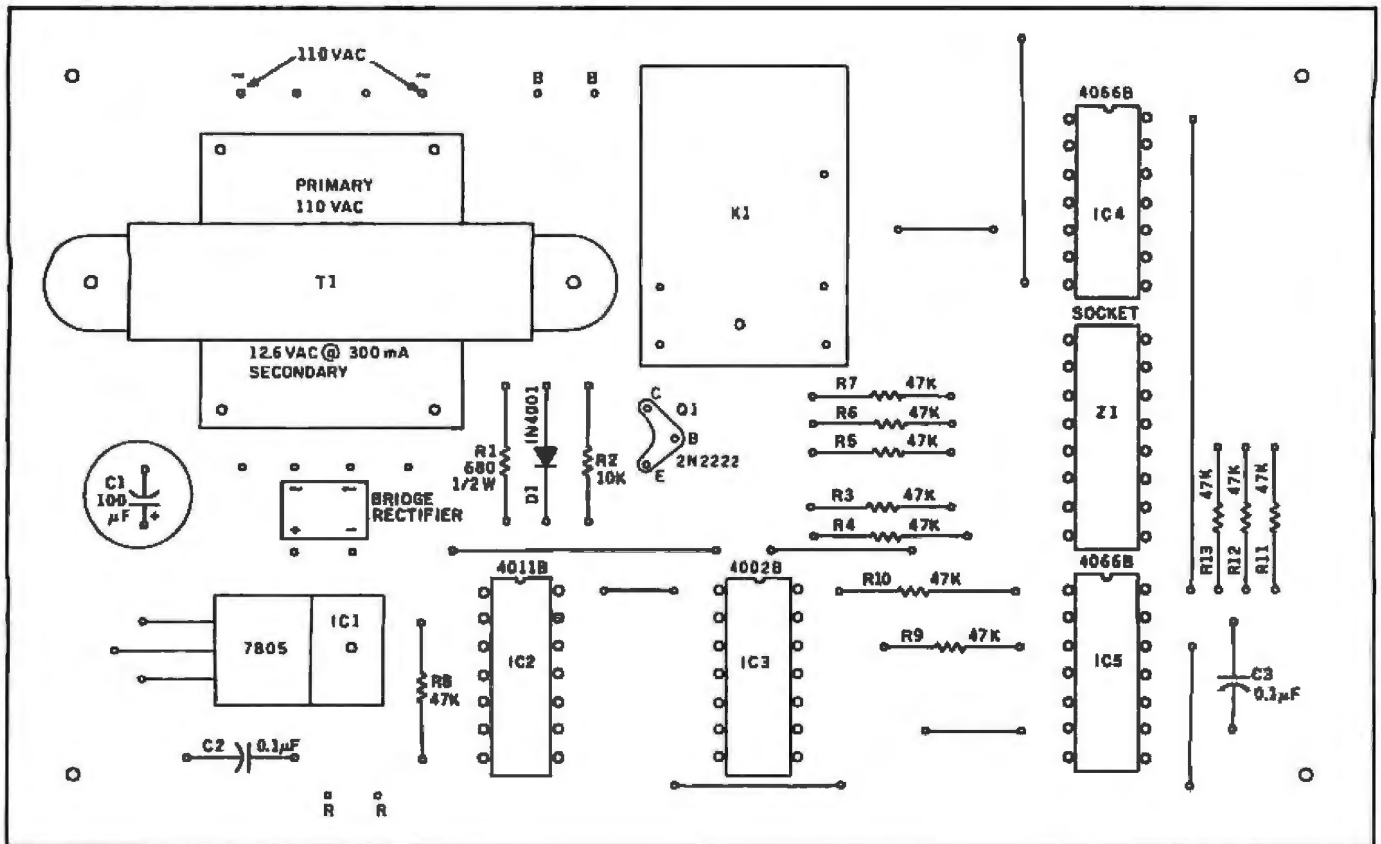 110 VAC
~ ~
B B
4066B
PRIMARY
110 VAC
K1
IC4
T1
SOCKET
12.6 VAC @ 300 mA
SECONDARY
1N4001
D1
C
Q1
B
E
2N2222
R7 47K
R6 47K
R5 47K
Z1
R1
680
1/2 W
R2
10K
C1
100
µF
+
~ ~
+ -
BRIDGE
RECTIFIER
R3 47K
R4 47K
R13 47K
R12 47K
R11 47K
4011B
4002B
4066B
R10 47K
7805
IC1
IC2
IC3
R9 47K
IC5
R8
47K
C3
0.1µF
C2 0.1µF
R R